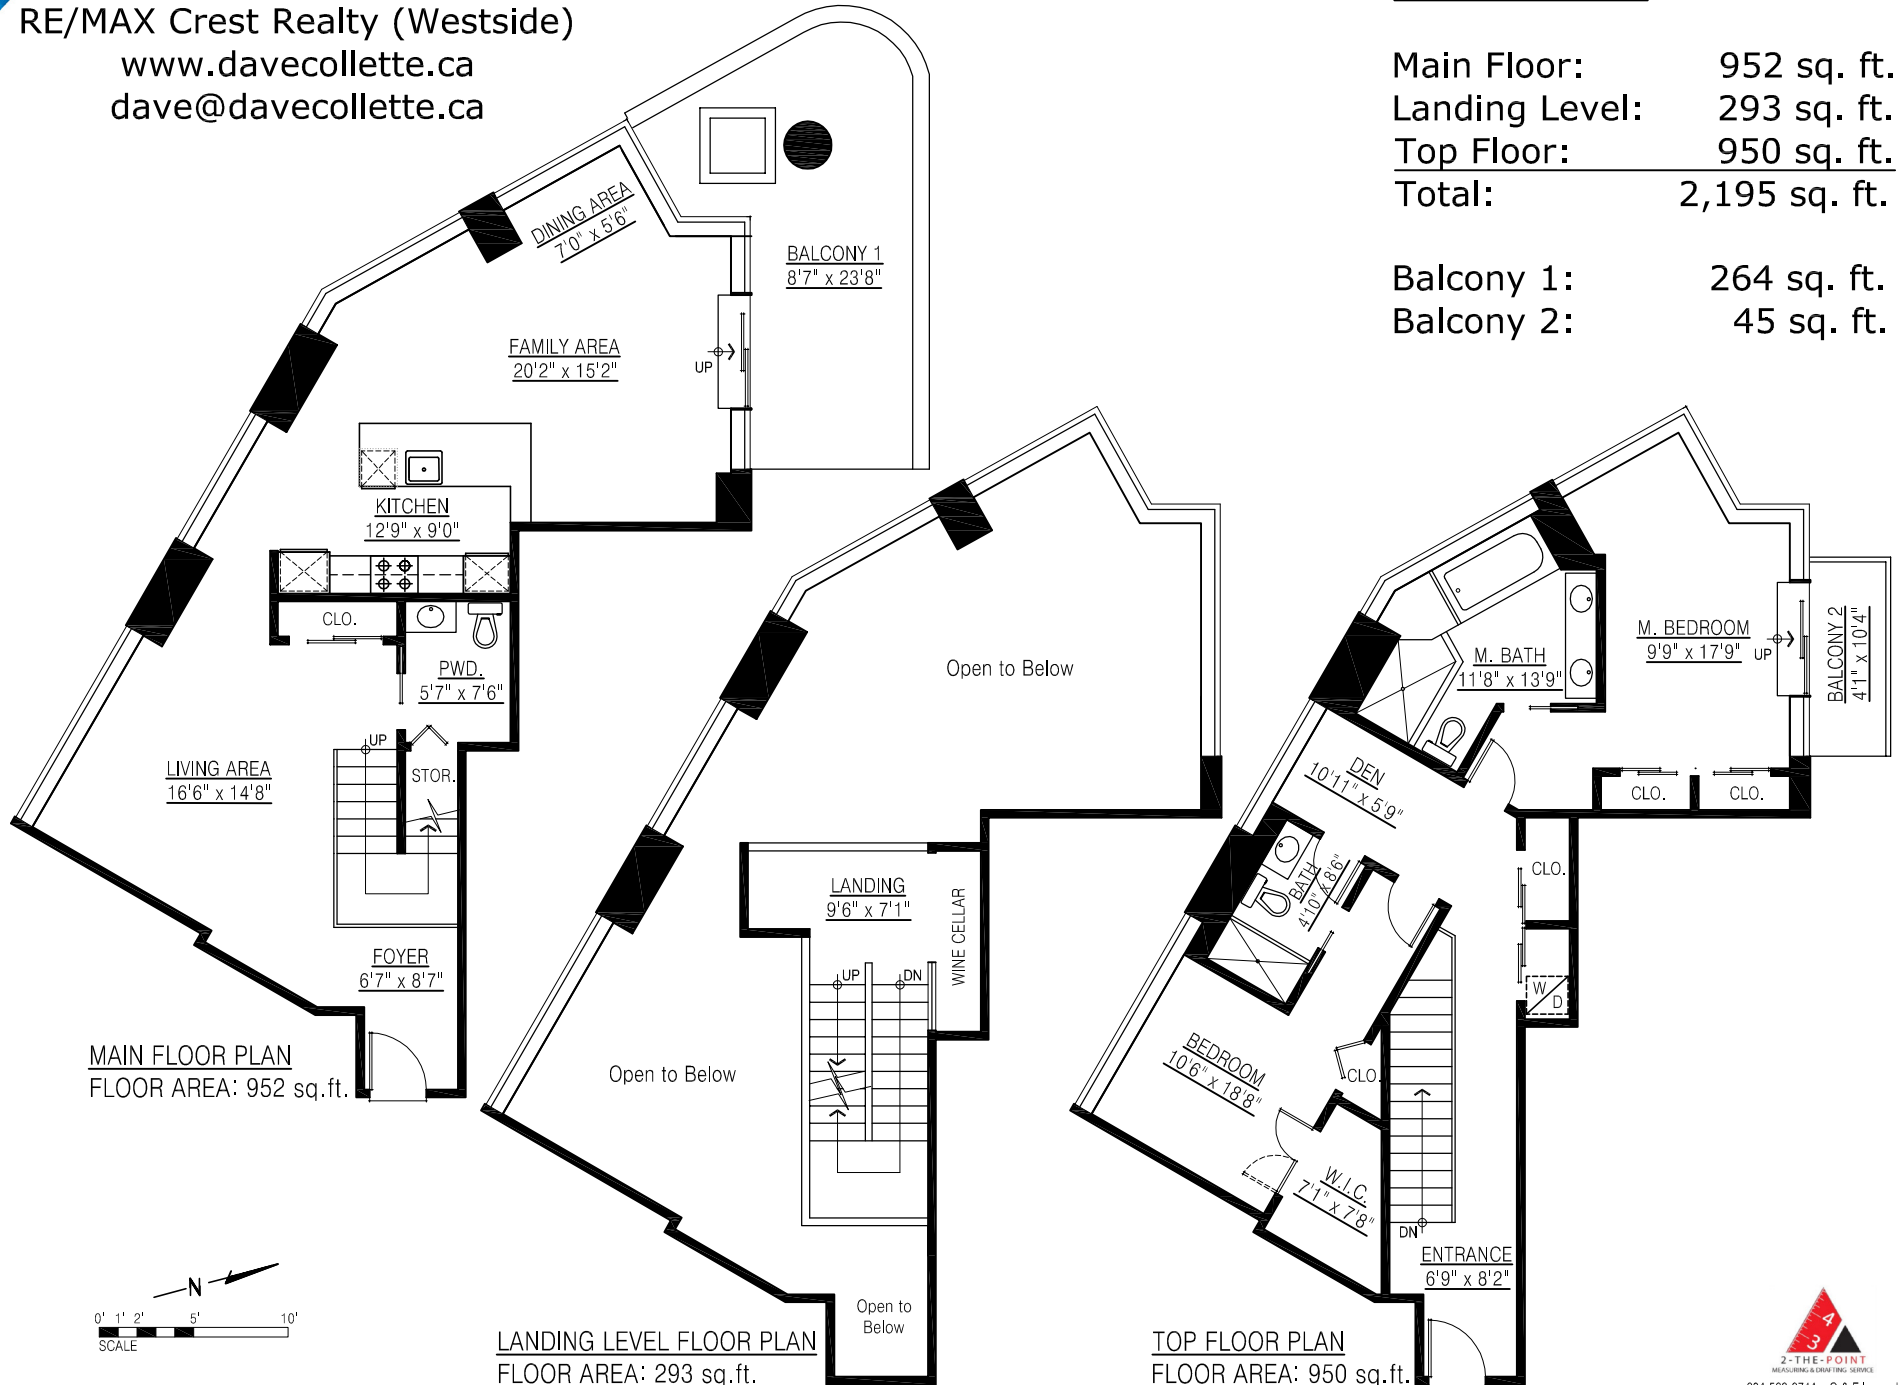 RE/MAX Crest Realty (Westside)
www.davecollette.ca
dave@davecollette.ca
Main Floor: 952 sq. ft.
Landing Level: 293 sq. ft.
Top Floor: 950 sq. ft.
Total: 2,195 sq. ft.
Balcony 1: 264 sq. ft.
Balcony 2: 45 sq. ft.
DINING AREA
7'0" x 5'6"
BALCONY 1
8'7" x 23'8"
FAMILY AREA
20'2" x 15'2"
UP
KITCHEN
12'9" x 9'0"
CLO.
PWD.
5'7" x 7'6"
UP
STOR.
LIVING AREA
16'6" x 14'8"
FOYER
6'7" x 8'7"
MAIN FLOOR PLAN
FLOOR AREA: 952 sq.ft.
N
0' 1' 2' 5' 10'
SCALE
Open to Below
LANDING
9'6" x 7'1"
WINE CELLAR
UP
DN
Open to Below
Open to
Below
LANDING LEVEL FLOOR PLAN
FLOOR AREA: 293 sq.ft.
M. BEDROOM
9'9" x 17'9"
UP
BALCONY 2
4'1" x 10'4"
M. BATH
11'8" x 13'9"
DEN
10'11" x 5'9"
CLO.
CLO.
BATH
4'10" x 8'6"
CLO.
W
D
BEDROOM
10'6" x 18'8"
CLO.
W.I.C.
7'1" x 7'8"
DN
ENTRANCE
6'9" x 8'2"
TOP FLOOR PLAN
FLOOR AREA: 950 sq.ft.
4
3
2-THE-POINT
MEASURING & DRAFTING SERVICE